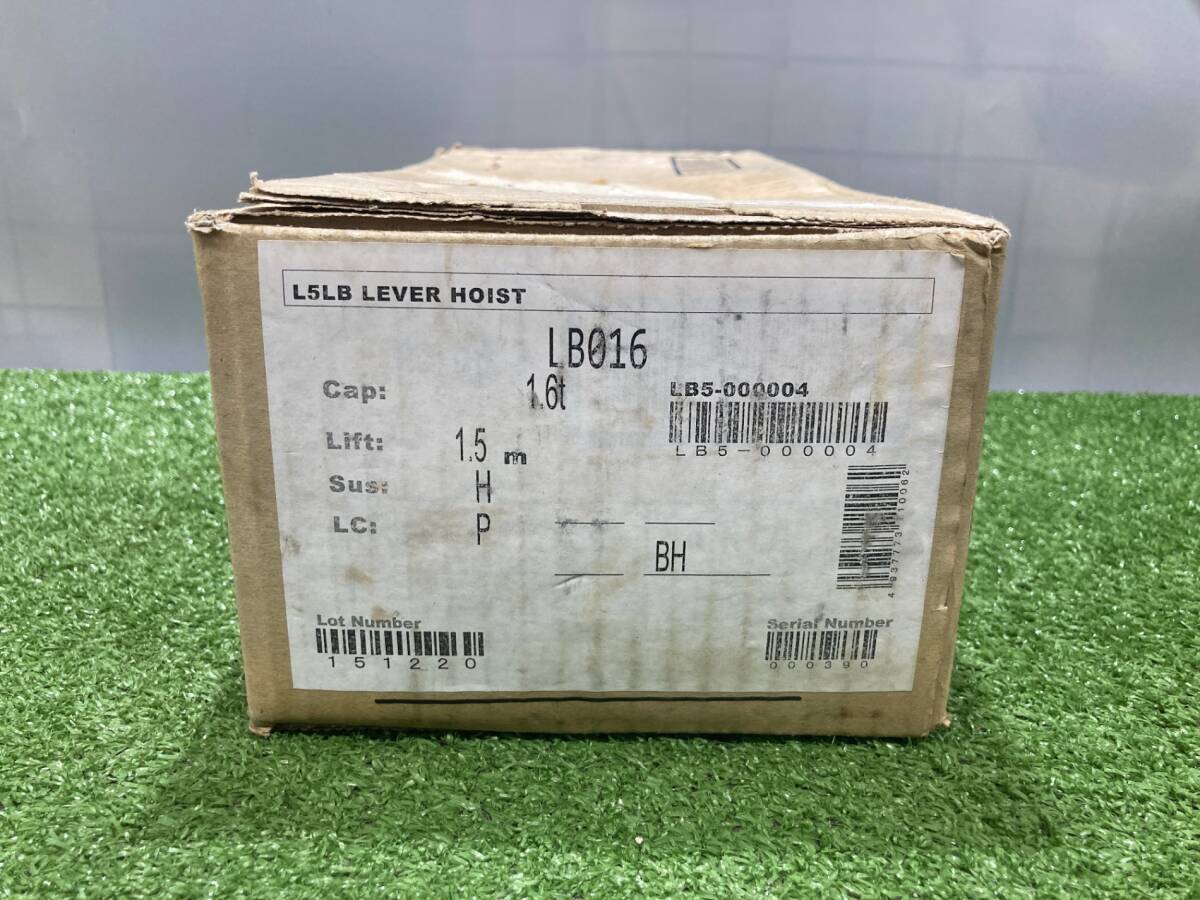 L5LB LEVER HOIST
LB016
Cap: 1.6t
LB5-000004
LB5-000004
Lift: 1.5 m
Sus: H
LC: P
BH
Lot Number
151220
Serial Number
000390